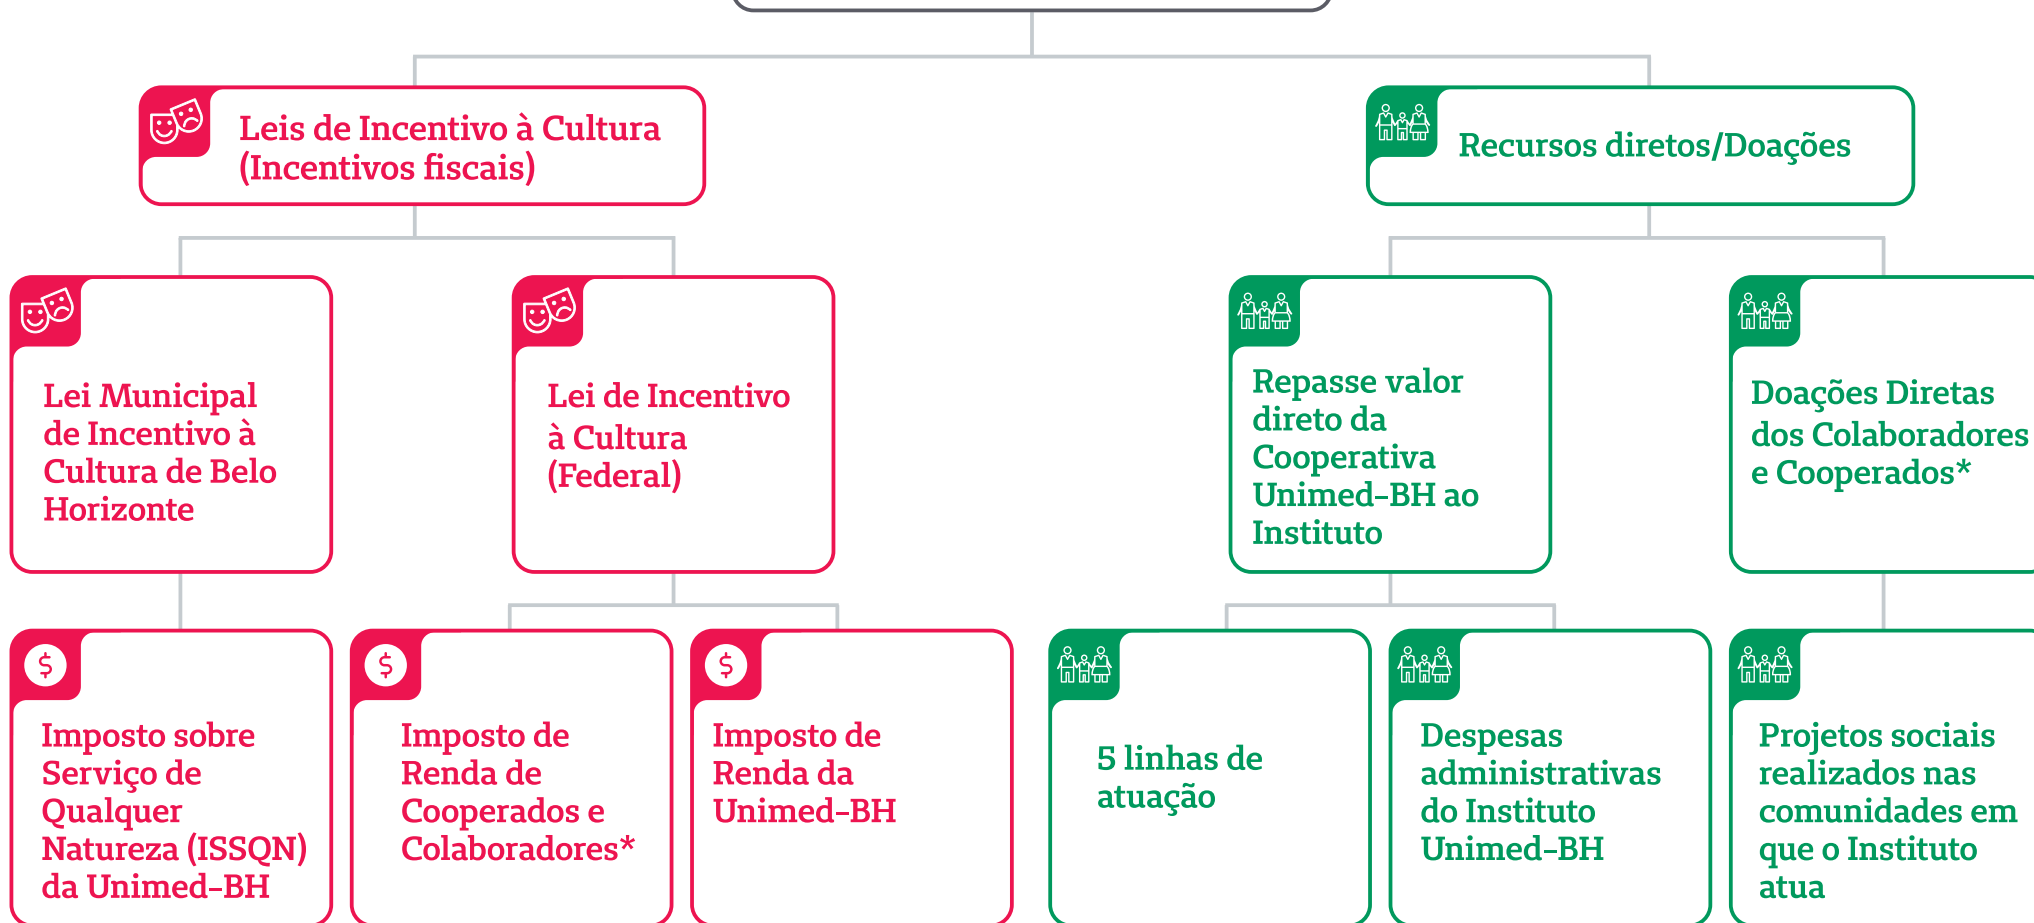 Leis de Incentivo à Cultura
(Incentivos fiscais)
Recursos diretos/Doações
Lei Municipal
de Incentivo à
Cultura de Belo
Horizonte
Lei de Incentivo
à Cultura
(Federal)
Repasse valor
direto da
Cooperativa
Unimed-BH ao
Instituto
Doações Diretas
dos Colaboradores
e Cooperados*
$
Imposto sobre
Serviço de
Qualquer
Natureza (ISSQN)
da Unimed-BH
$
Imposto de
Renda de
Cooperados e
Colaboradores*
$
Imposto de
Renda da
Unimed-BH
5 linhas de
atuação
Despesas
administrativas
do Instituto
Unimed-BH
Projetos sociais
realizados nas
comunidades em
que o Instituto
atua